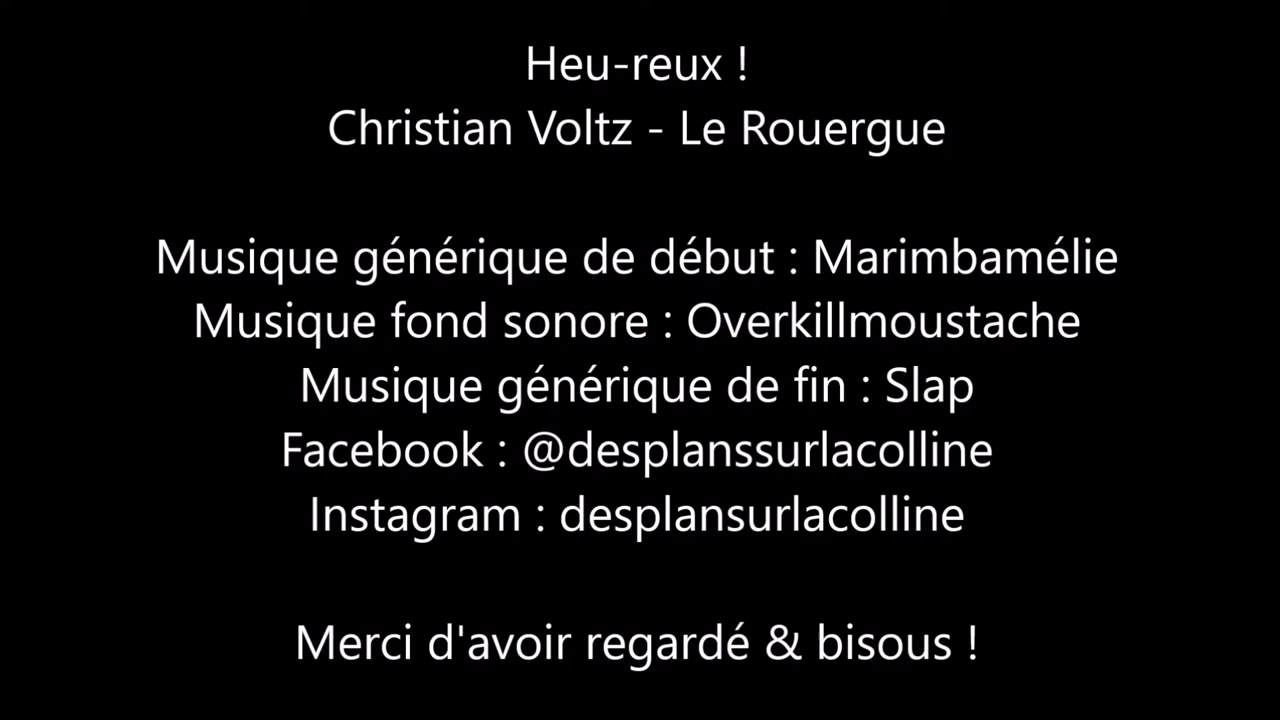 Heu-reux !
Christian Voltz - Le Rouergue
Musique générique de début : Marimbamélie
Musique fond sonore : Overkillmoustache
Musique générique de fin : Slap
Facebook : @desplanssurlacolline
Instagram : desplansurlacolline
Merci d'avoir regardé & bisous !